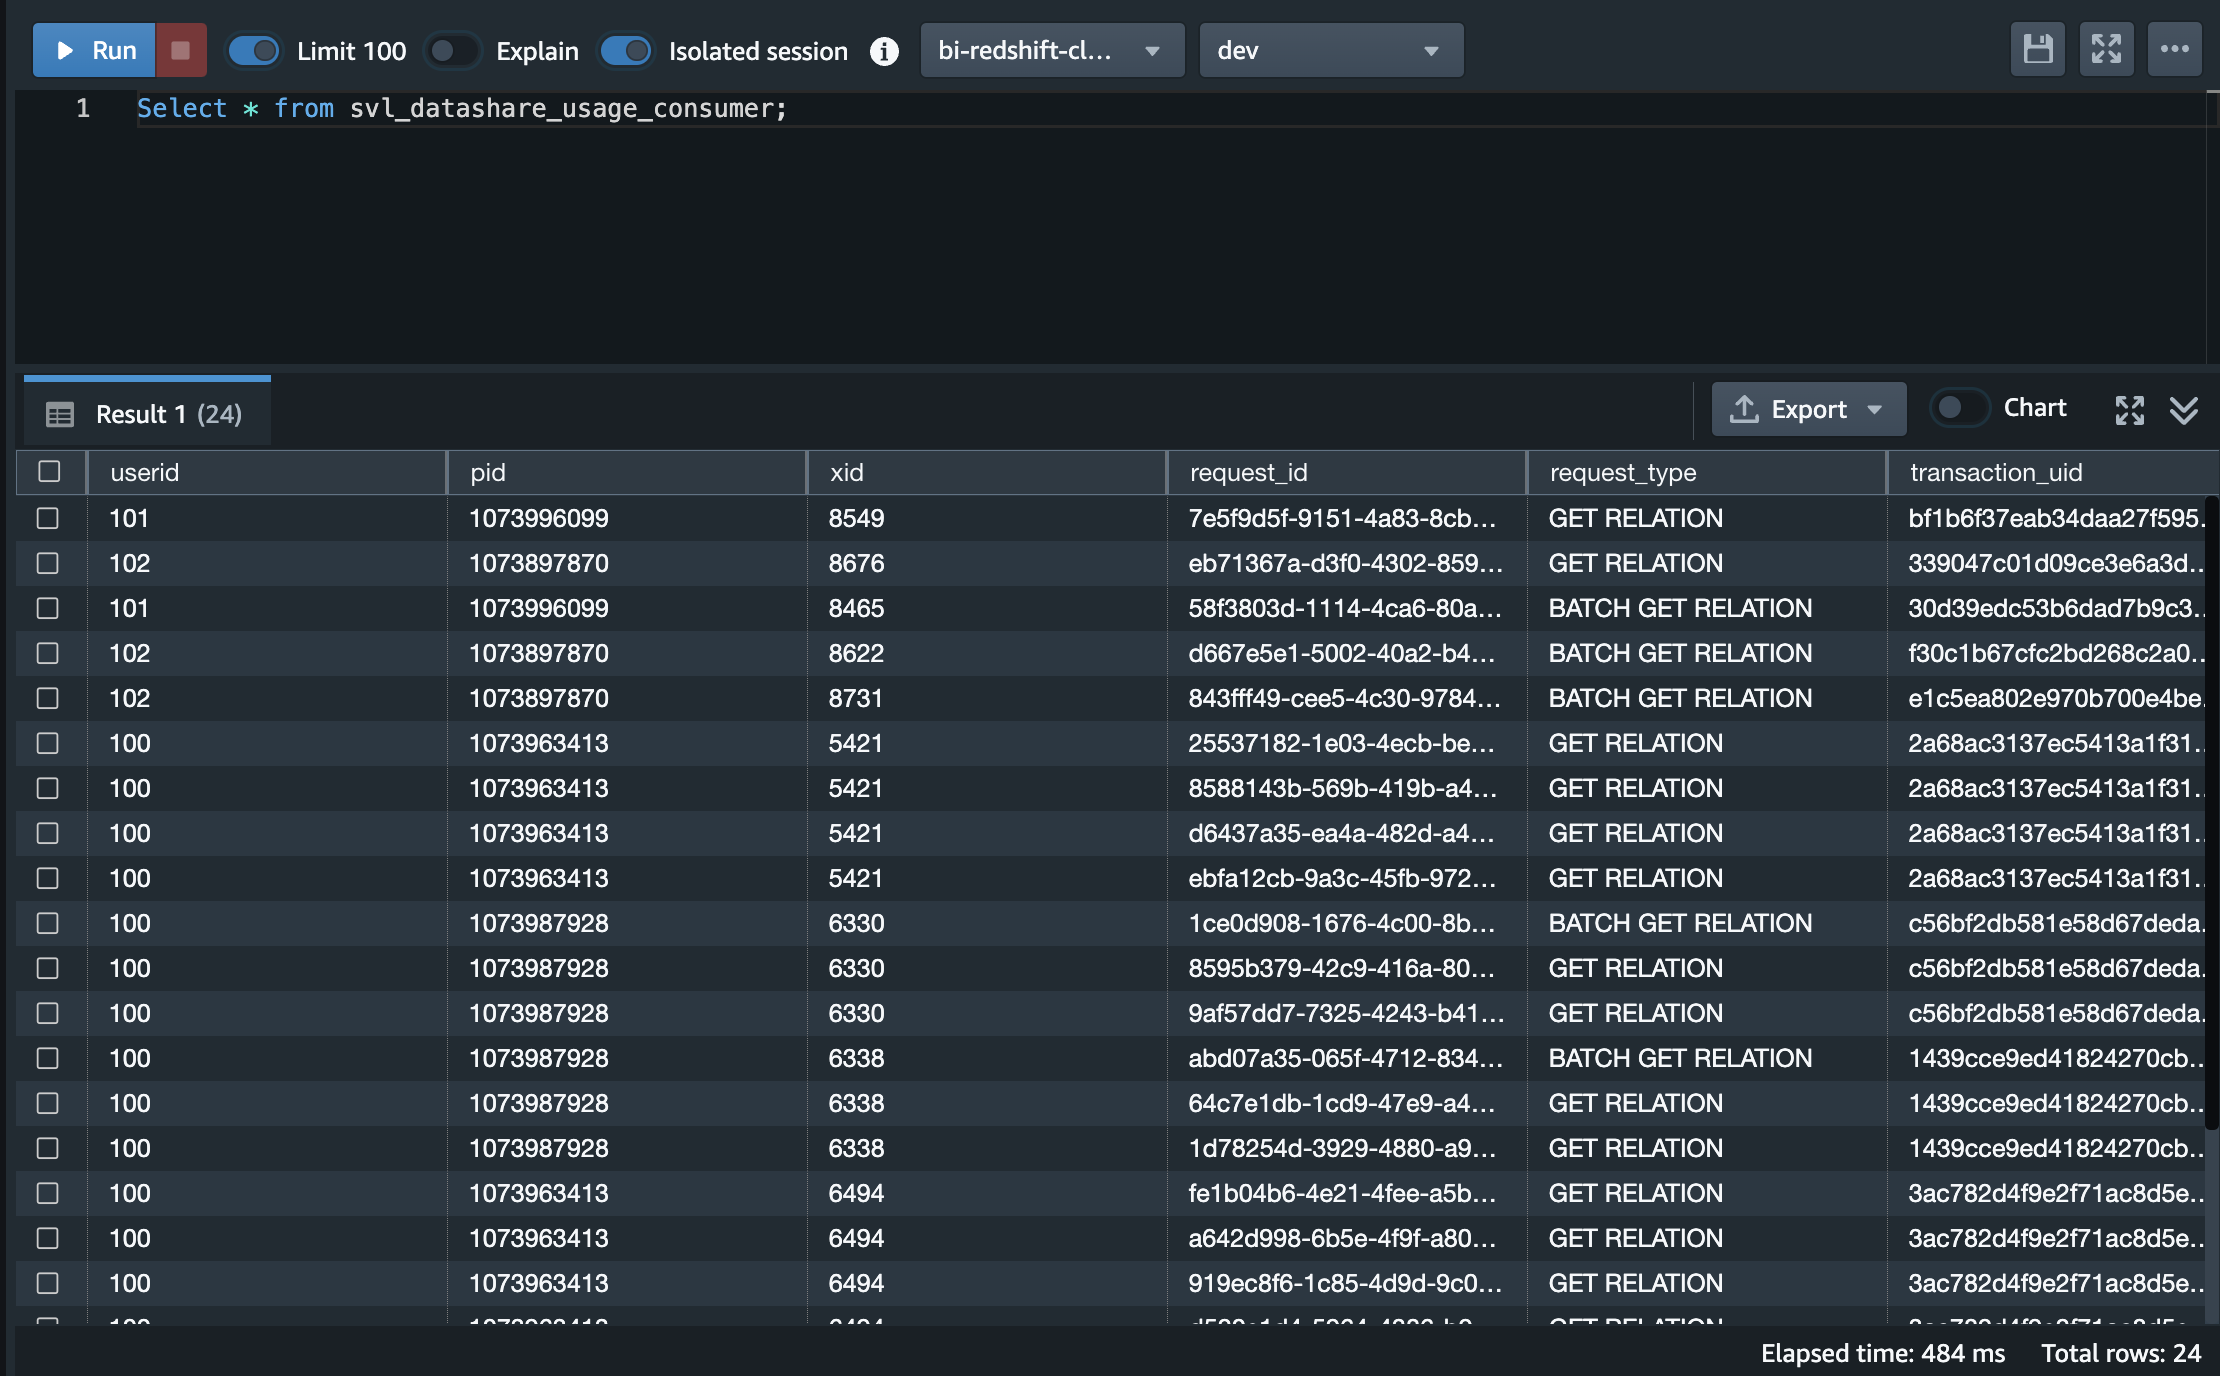 Run Limit 100 Explain Isolated session i bi-redshift-cl... dev
1 Select * from svl_datashare_usage_consumer;
Result 1 (24) Export Chart
userid pid xid request_id request_type transaction_uid
101 1073996099 8549 7e5f9d5f-9151-4a83-8cb... GET RELATION bf1b6f37eab34daa27f595.
102 1073897870 8676 eb71367a-d3f0-4302-859... GET RELATION 339047c01d09ce3e6a3d..
101 1073996099 8465 58f3803d-1114-4ca6-80a... BATCH GET RELATION 30d39edc53b6dad7b9c3..
102 1073897870 8622 d667e5e1-5002-40a2-b4... BATCH GET RELATION f30c1b67cfc2bd268c2a0..
102 1073897870 8731 843fff49-cee5-4c30-9784... BATCH GET RELATION e1c5ea802e970b700e4be.
100 1073963413 5421 25537182-1e03-4ecb-be... GET RELATION 2a68ac3137ec5413a1f31..
100 1073963413 5421 8588143b-569b-419b-a4... GET RELATION 2a68ac3137ec5413a1f31..
100 1073963413 5421 d6437a35-ea4a-482d-a4... GET RELATION 2a68ac3137ec5413a1f31..
100 1073963413 5421 ebfa12cb-9a3c-45fb-972... GET RELATION 2a68ac3137ec5413a1f31..
100 1073987928 6330 1ce0d908-1676-4c00-8b... BATCH GET RELATION c56bf2db581e58d67deda.
100 1073987928 6330 8595b379-42c9-416a-80... GET RELATION c56bf2db581e58d67deda.
100 1073987928 6330 9af57dd7-7325-4243-b41... GET RELATION c56bf2db581e58d67deda.
100 1073987928 6338 abd07a35-065f-4712-834... BATCH GET RELATION 1439cce9ed41824270cb..
100 1073987928 6338 64c7e1db-1cd9-47e9-a4... GET RELATION 1439cce9ed41824270cb..
100 1073987928 6338 1d78254d-3929-4880-a9... GET RELATION 1439cce9ed41824270cb..
100 1073963413 6494 fe1b04b6-4e21-4fee-a5b... GET RELATION 3ac782d4f9e2f71ac8d5e..
100 1073963413 6494 a642d998-6b5e-4f9f-a80... GET RELATION 3ac782d4f9e2f71ac8d5e..
100 1073963413 6494 919ec8f6-1c85-4d9d-9c0... GET RELATION 3ac782d4f9e2f71ac8d5e..
100 1073963413 6494 GET RELATION
Elapsed time: 484 ms Total rows: 24